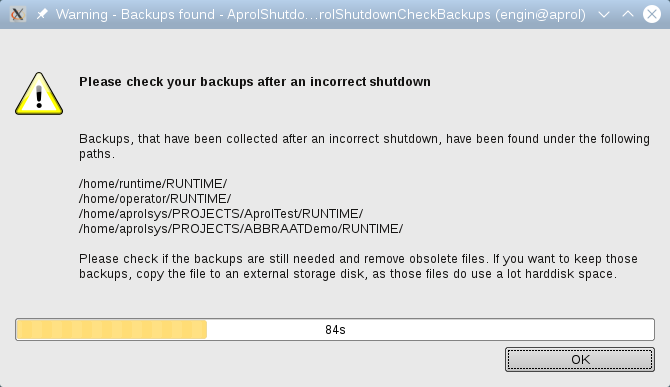 Warning - Backups found - AprolShutdo...rolShutdownCheckBackups (engin@aprol)
Please check your backups after an incorrect shutdown
Backups, that have been collected after an incorrect shutdown, have been found under the following
paths.
/home/runtime/RUNTIME/
/home/operator/RUNTIME/
/home/aprolsys/PROJECTS/AprolTest/RUNTIME/
/home/aprolsys/PROJECTS/ABBRAATDemo/RUNTIME/
Please check if the backups are still needed and remove obsolete files. If you want to keep those
backups, copy the file to an external storage disk, as those files do use a lot harddisk space.
84s
OK